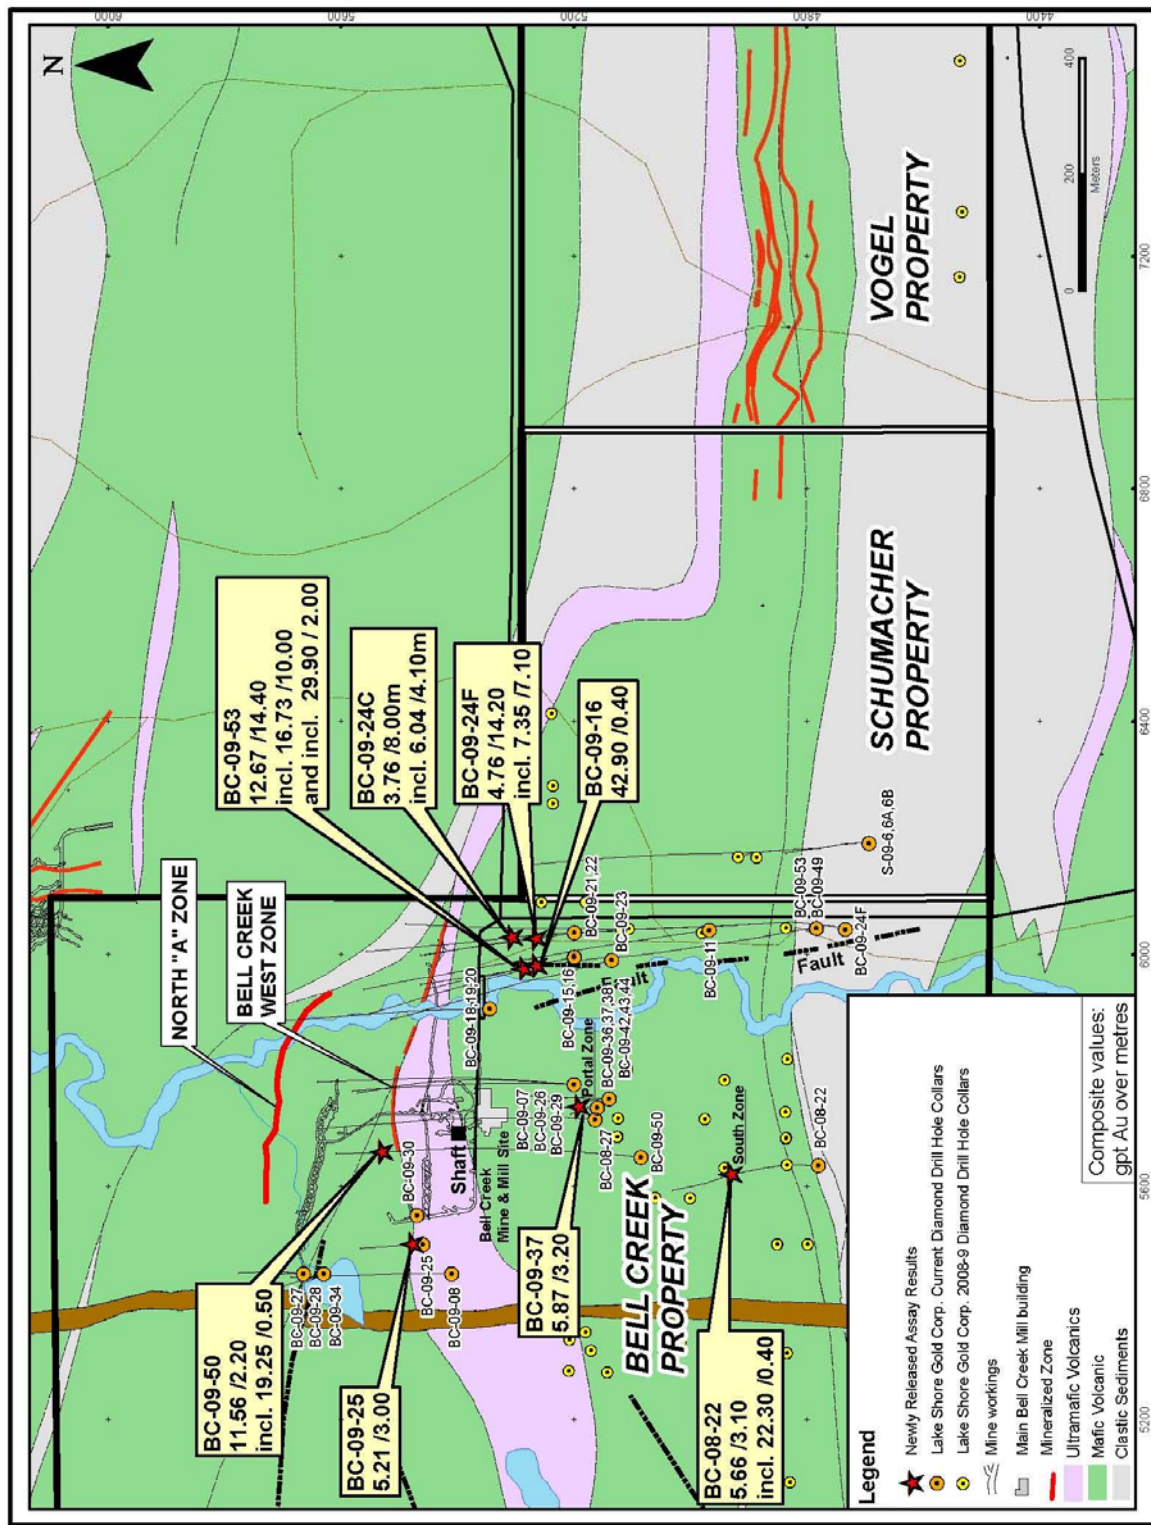 N
6000
5600
5200
4800
4400
NORTH "A" ZONE
BELL CREEK
WEST ZONE
BC-09-53
12.67 /14.40
incl. 16.73 /10.00
and incl. 29.90 / 2.00
BC-09-24C
3.76 /8.00m
incl. 6.04 /4.10m
BC-09-24F
4.76 /14.20
incl. 7.35 /7.10
BC-09-16
42.90 /0.40
BC-09-50
11.56 /2.20
incl. 19.25 /0.50
BC-09-25
5.21 /3.00
BC-09-37
5.87 /3.20
BC-08-22
5.66 /3.10
incl. 22.30 /0.40
BC-09-27
BC-09-28
BC-09-34
BC-09-30
BC-09-25
BC-09-08
Shaft
Bell Creek
Mine & Mill Site
BC-09-07
BC-09-26
BC-09-29
BC-09-18,19,20
BC-09-15,16
BC-09-21,22
BC-09-23
Fault
Portal Zone
BC-09-36,37,38
BC-09-42,43,44
BC-08-27
BC-09-50
BC-09-11
Fault
BC-09-53
BC-09-49
BC-09-24F
S-09-6,6A,6B
South Zone
BC-08-22
BELL CREEK
PROPERTY
SCHUMACHER
PROPERTY
VOGEL
PROPERTY
0
200
400
Meters
5200
5600
6000
6400
6800
7200
Legend
Newly Released Assay Results
Lake Shore Gold Corp. Current Diamond Drill Hole Collars
Lake Shore Gold Corp. 2008-9 Diamond Drill Hole Collars
Mine workings
Main Bell Creek Mill building
Mineralized Zone
Ultramafic Volcanics
Mafic Volcanic
Clastic Sediments
Composite values:
gpt Au over metres